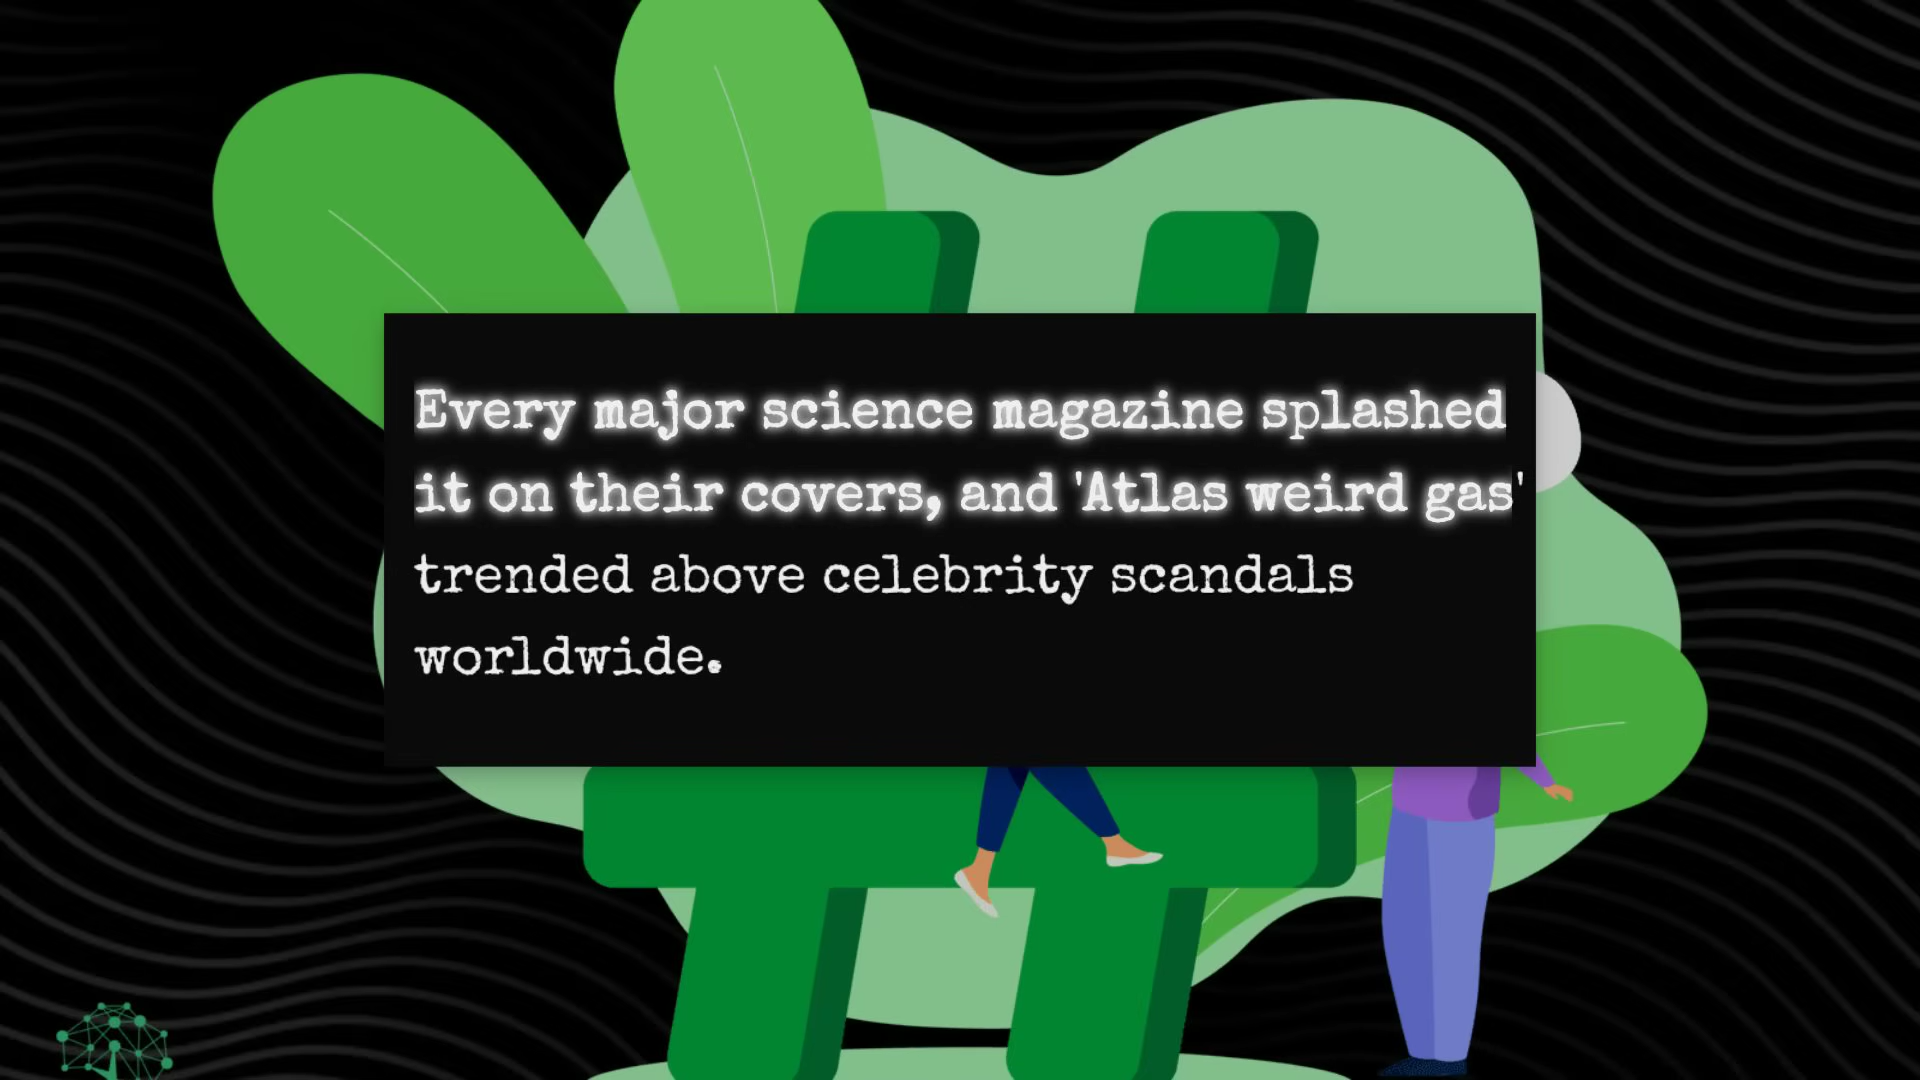 Every major science magazine splashed
it on their covers, and 'Atlas weird gas'
trended above celebrity scandals
worldwide.